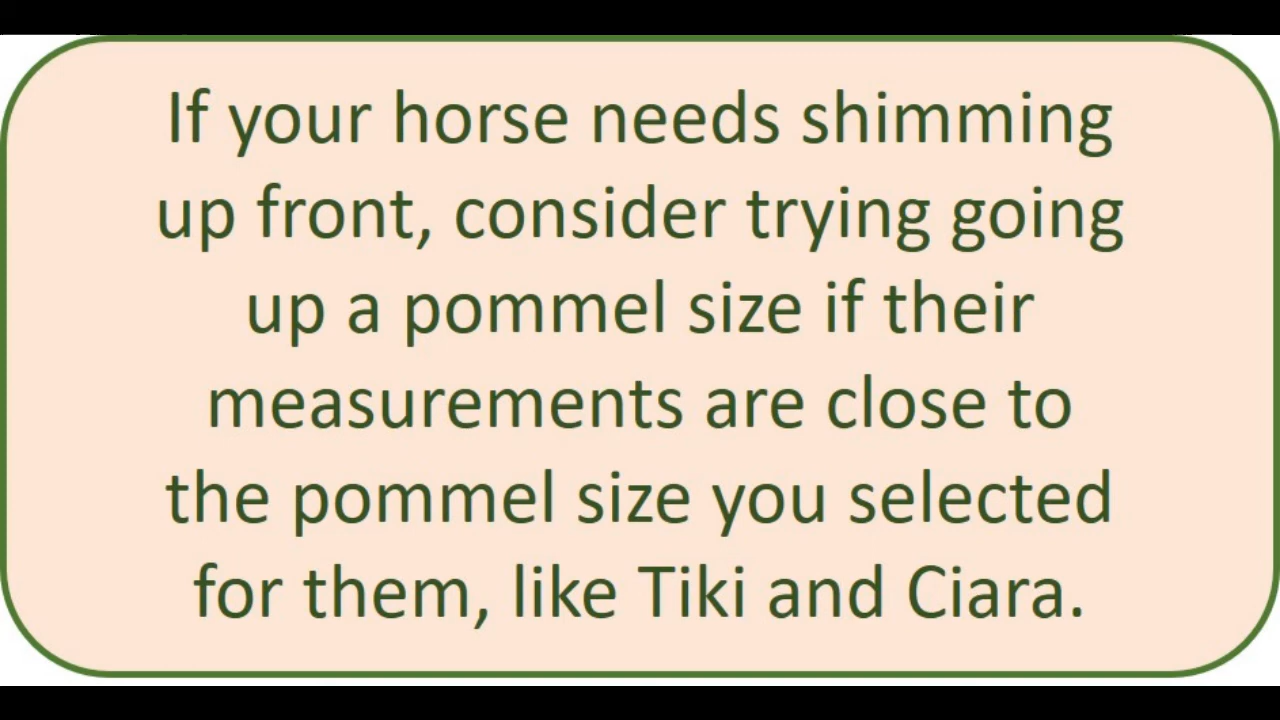 If your horse needs shimming
up front, consider trying going
up a pommel size if their
measurements are close to
the pommel size you selected
for them, like Tiki and Ciara.